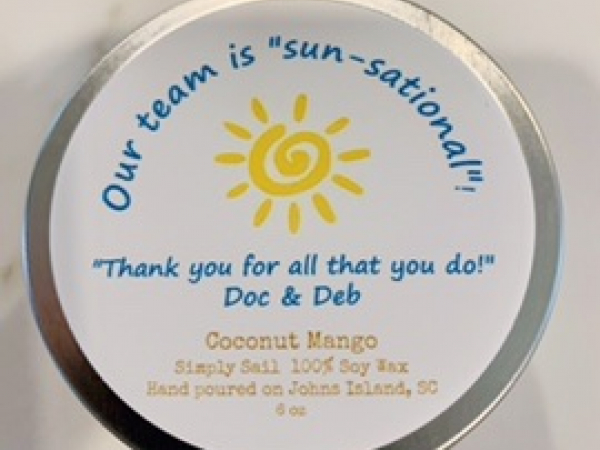 Our team is "sun-sational"!
"Thank you for all that you do!"
Doc & Deb
Coconut Mango
Simply Sail 100% Soy Wax
Hand poured on Johns Island, SC
6 oz